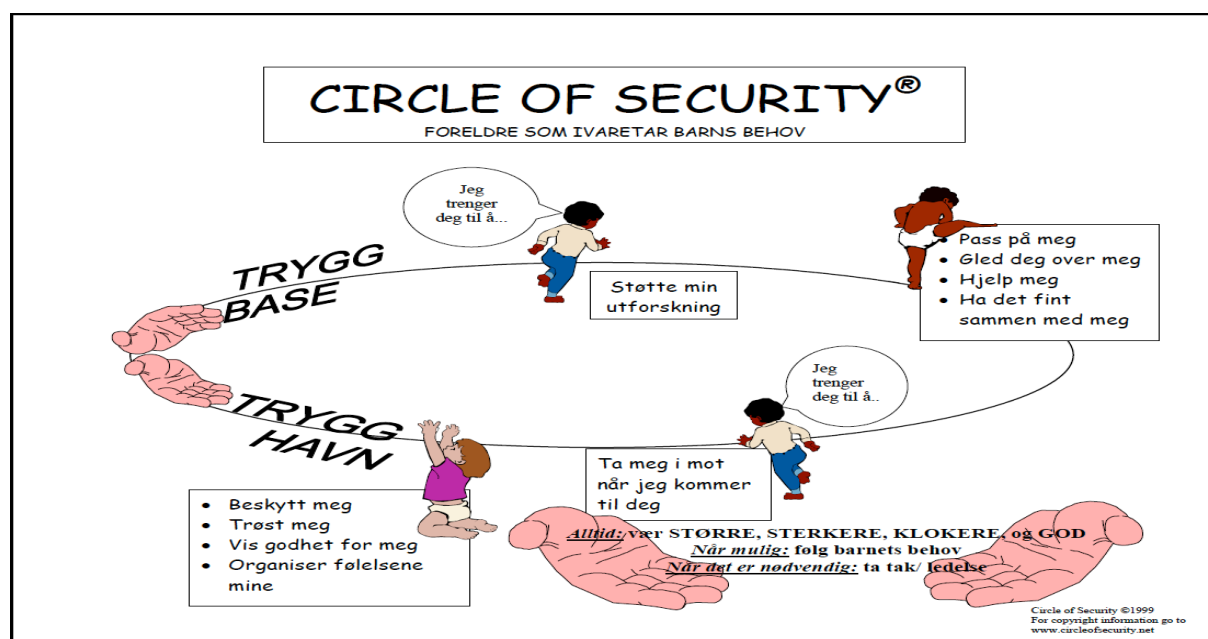 CIRCLE OF SECURITY®
FORELDRE SOM IVARETAR BARNS BEHOV
Jeg
trenger
deg til å...
TRYGG
BASE
Støtte min
utforskning
• Pass på meg
• Gled deg over meg
• Hjelp meg
• Ha det fint
sammen med meg
Jeg
trenger
deg til å..
TRYGG
HAVN
Ta meg i mot
når jeg kommer
til deg
• Beskytt meg
• Trøst meg
• Vis godhet for meg
• Organiser følelsene
mine
Alltid: vær STØRRE, STERKERE, KLOKERE, og GOD
Når mulig: følg barnets behov
Når det er nødvendig: ta tak/ ledelse
Circle of Security ©1999
For copyright information go to
www.circleofsecurity.net